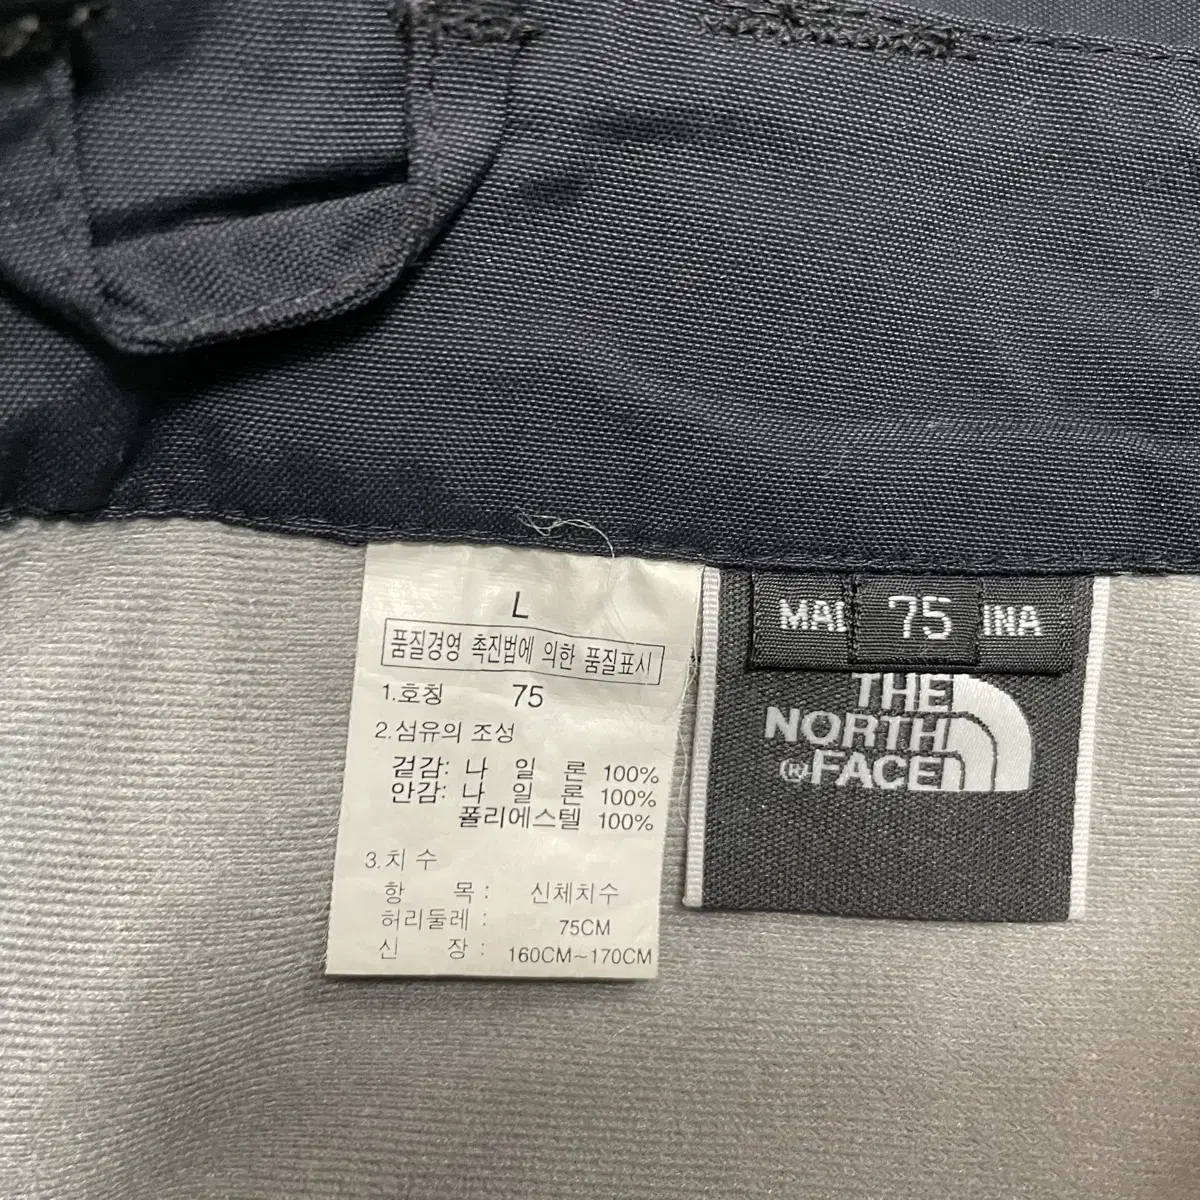 L
품질경영 촉진법에 의한 품질표시
1.호칭 75
2.섬유의 조성
겉감: 나 일 론 100%
안감: 나 일 론 100%
폴리에스텔 100%
3.치 수
항 목 : 신체치수
허리둘레 : 75CM
신 장 : 160CM~170CM
MAI 75 INA
THE
NORTH
(R) FACE